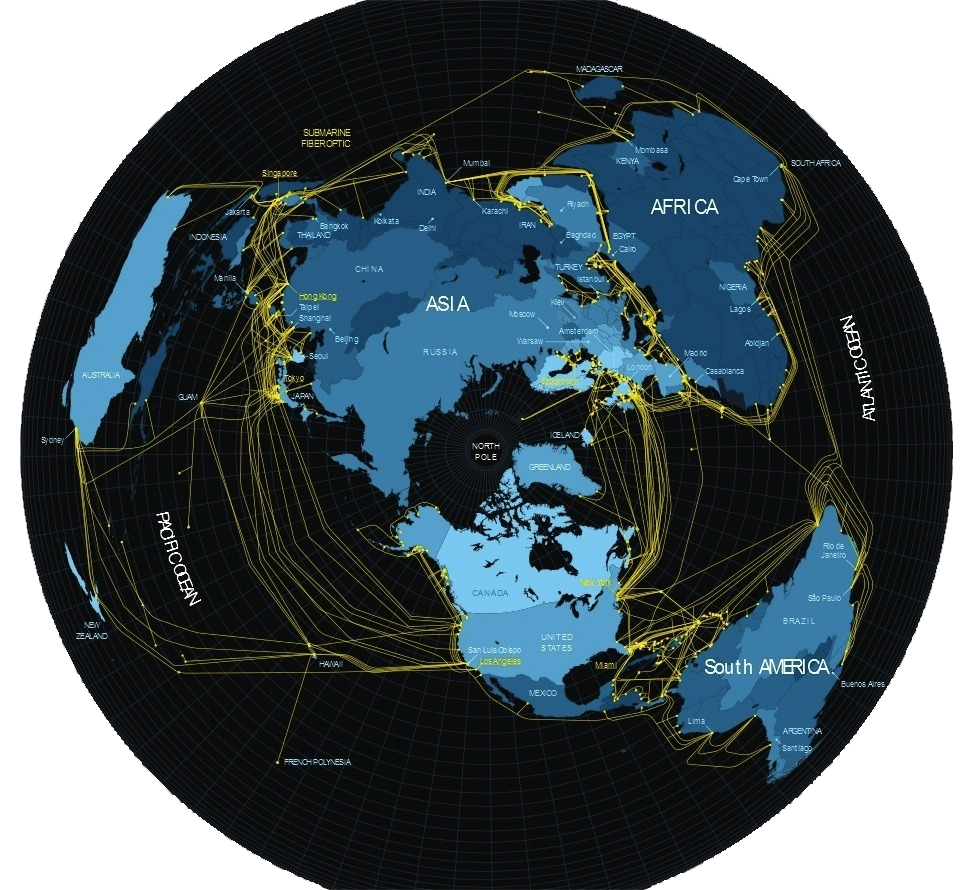 MADAGASCAR
SUBMARINE
FIBEROPTIC
Mombasa
KENYA
Mumbai
SOUTH AFRICA
Singapore
Cape Town
INDIA
Jakarta
Karachi
Riyadh
AFRICA
Kolkata
Bangkok
THAILAND
Delhi
IRAN
INDONESIA
Baghdad
EGYPT
Cairo
CHINA
TURKEY
Istanbul
Manila
NIGERIA
Hong Kong
Taipei
Shanghai
ASIA
Kiev
Lagos
Moscow
Beijing
Amsterdam
Warsaw
Abidjan
ATLANTIC OCEAN
RUSSIA
Seoul
Madrid
London
Casablanca
AUSTRALIA
Tokyo
Stockholm
JAPAN
GUAM
Sydney
ICELAND
NORTH
POLE
GREENLAND
PACIFIC OCEAN
Rio de
Janeiro
New York
CANADA
São Paulo
BRAZIL
NEW
ZEALAND
UNITED
STATES
San Luis Obispo
Los Angeles
HAWAII
Miami
South AMERICA
Buenos Aires
MEXICO
Lima
ARGENTINA
Santiago
FRENCH POLYNESIA